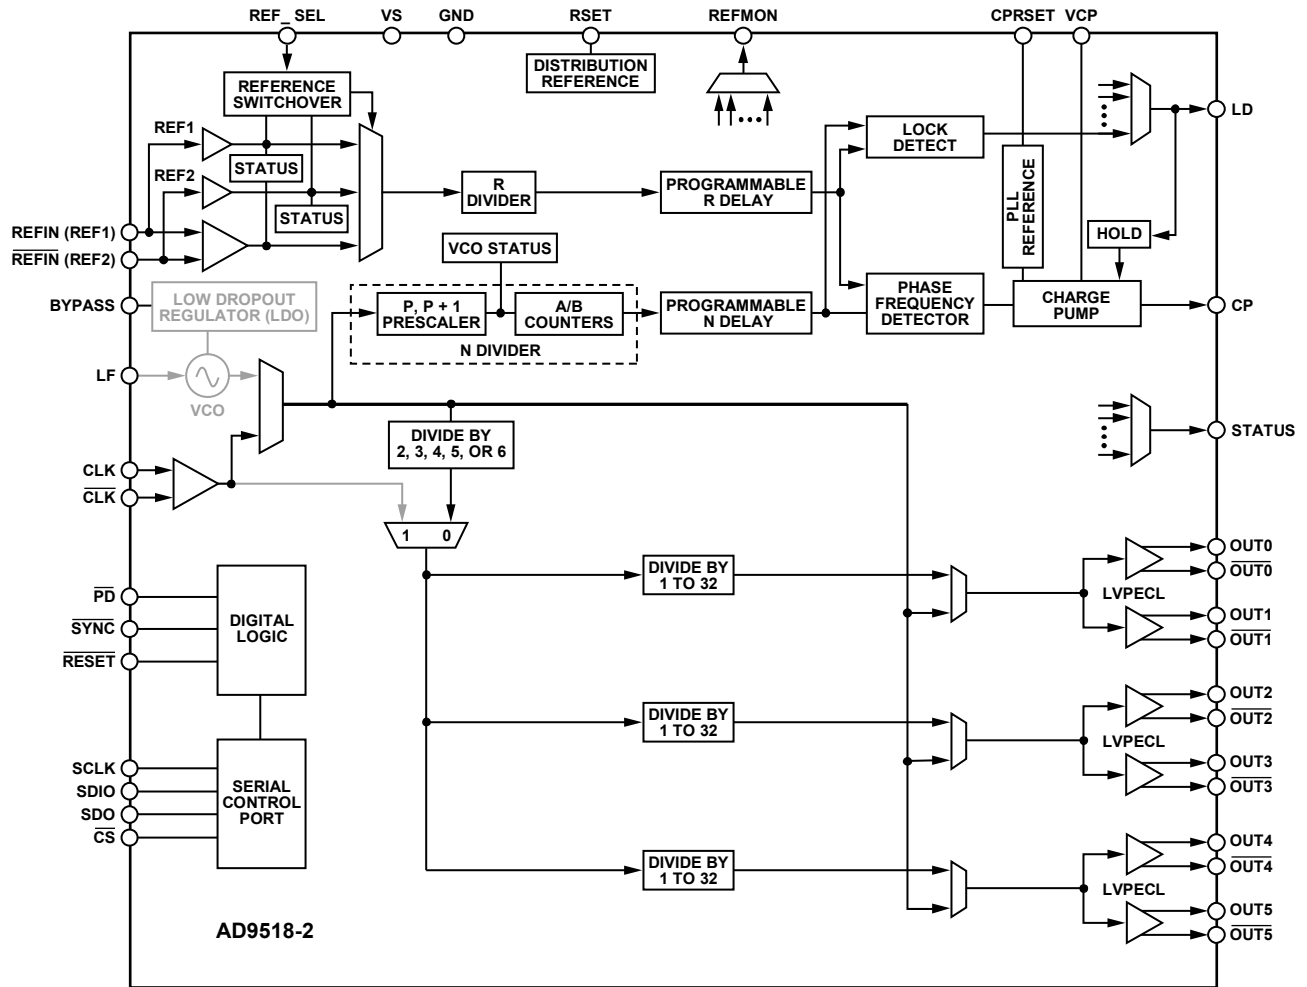 REF_ SEL
VS
GND
RSET
REFMON
CPRSET
VCP
DISTRIBUTION
REFERENCE
REFERENCE
SWITCHOVER
REF1
STATUS
REF2
STATUS
R
DIVIDER
PROGRAMMABLE
R DELAY
LOCK
DETECT
LD
PLL
REFERENCE
HOLD
REFIN (REF1)
REFIN (REF2)
BYPASS
LOW DROPOUT
REGULATOR (LDO)
VCO STATUS
P, P + 1
PRESCALER
A/B
COUNTERS
N DIVIDER
PROGRAMMABLE
N DELAY
PHASE
FREQUENCY
DETECTOR
CHARGE
PUMP
CP
LF
VCO
DIVIDE BY
2, 3, 4, 5, OR 6
STATUS
CLK
CLK
1 0
DIVIDE BY
1 TO 32
LVPECL
OUT0
OUT0
OUT1
OUT1
PD
SYNC
RESET
DIGITAL
LOGIC
DIVIDE BY
1 TO 32
LVPECL
OUT2
OUT2
OUT3
OUT3
SCLK
SDIO
SDO
CS
SERIAL
CONTROL
PORT
DIVIDE BY
1 TO 32
LVPECL
OUT4
OUT4
OUT5
OUT5
AD9518-2